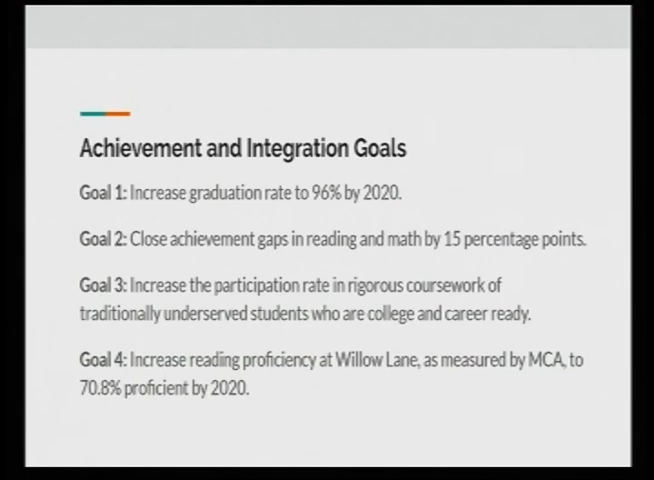 Achievement and Integration Goals
Goal 1: Increase graduation rate to 96% by 2020.
Goal 2: Close achievement gaps in reading and math by 15 percentage points.
Goal 3: Increase the participation rate in rigorous coursework of
traditionally underserved students who are college and career ready.
Goal 4: Increase reading proficiency at Willow Lane, as measured by MCA, to
70.8% proficient by 2020.